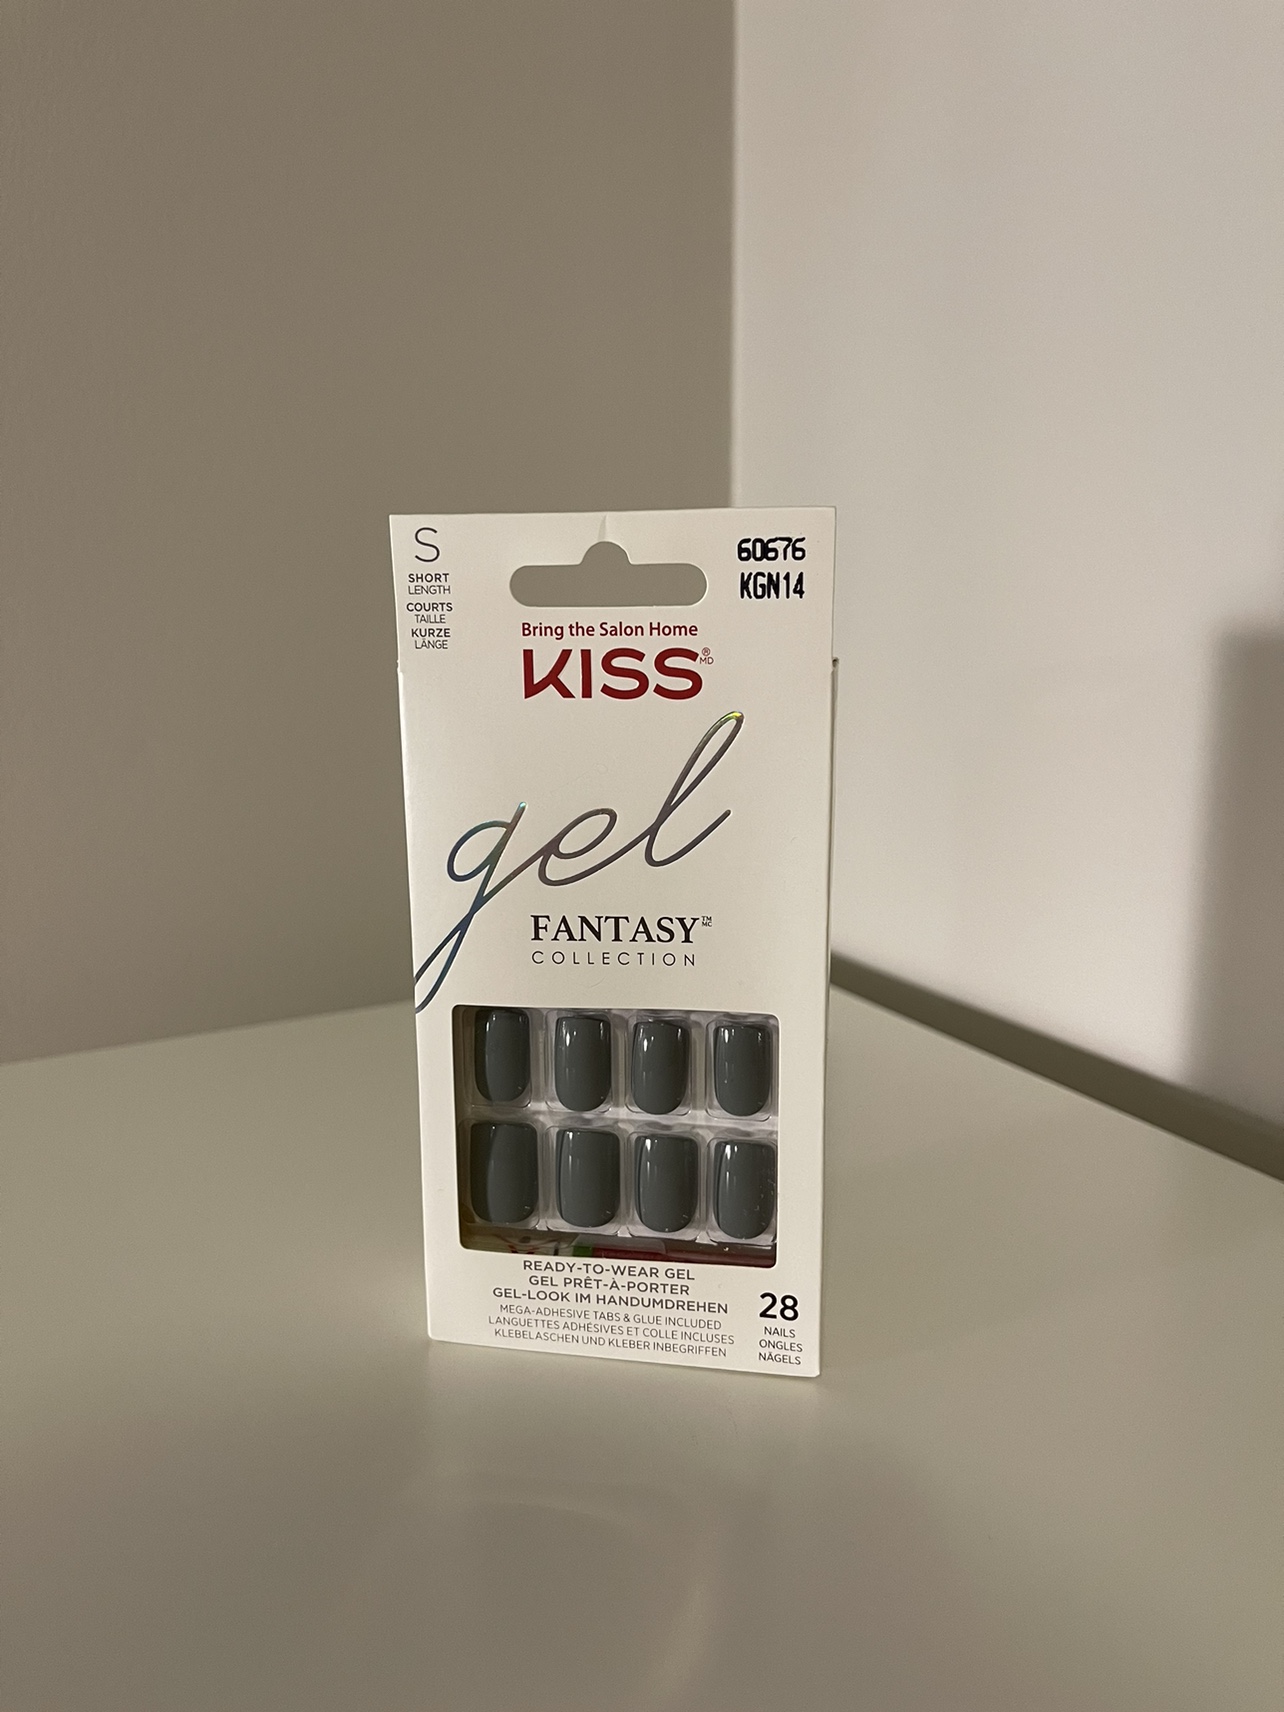 S
SHORT
LENGTH
COURTS
TAILLE
KURZE
LÄNGE
60676
KGN14
Bring the Salon Home
KISS®
MD
gel
FANTASY™
MC
COLLECTION
READY-TO-WEAR GEL
GEL PRÊT-À-PORTER
GEL-LOOK IM HANDUMDREHEN
MEGA-ADHESIVE TABS & GLUE INCLUDED
LANGUETTES ADHÉSIVES ET COLLE INCLUSES
KLEBELASCHEN UND KLEBER INBEGRIFFEN
28
NAILS
ONGLES
NÄGELS